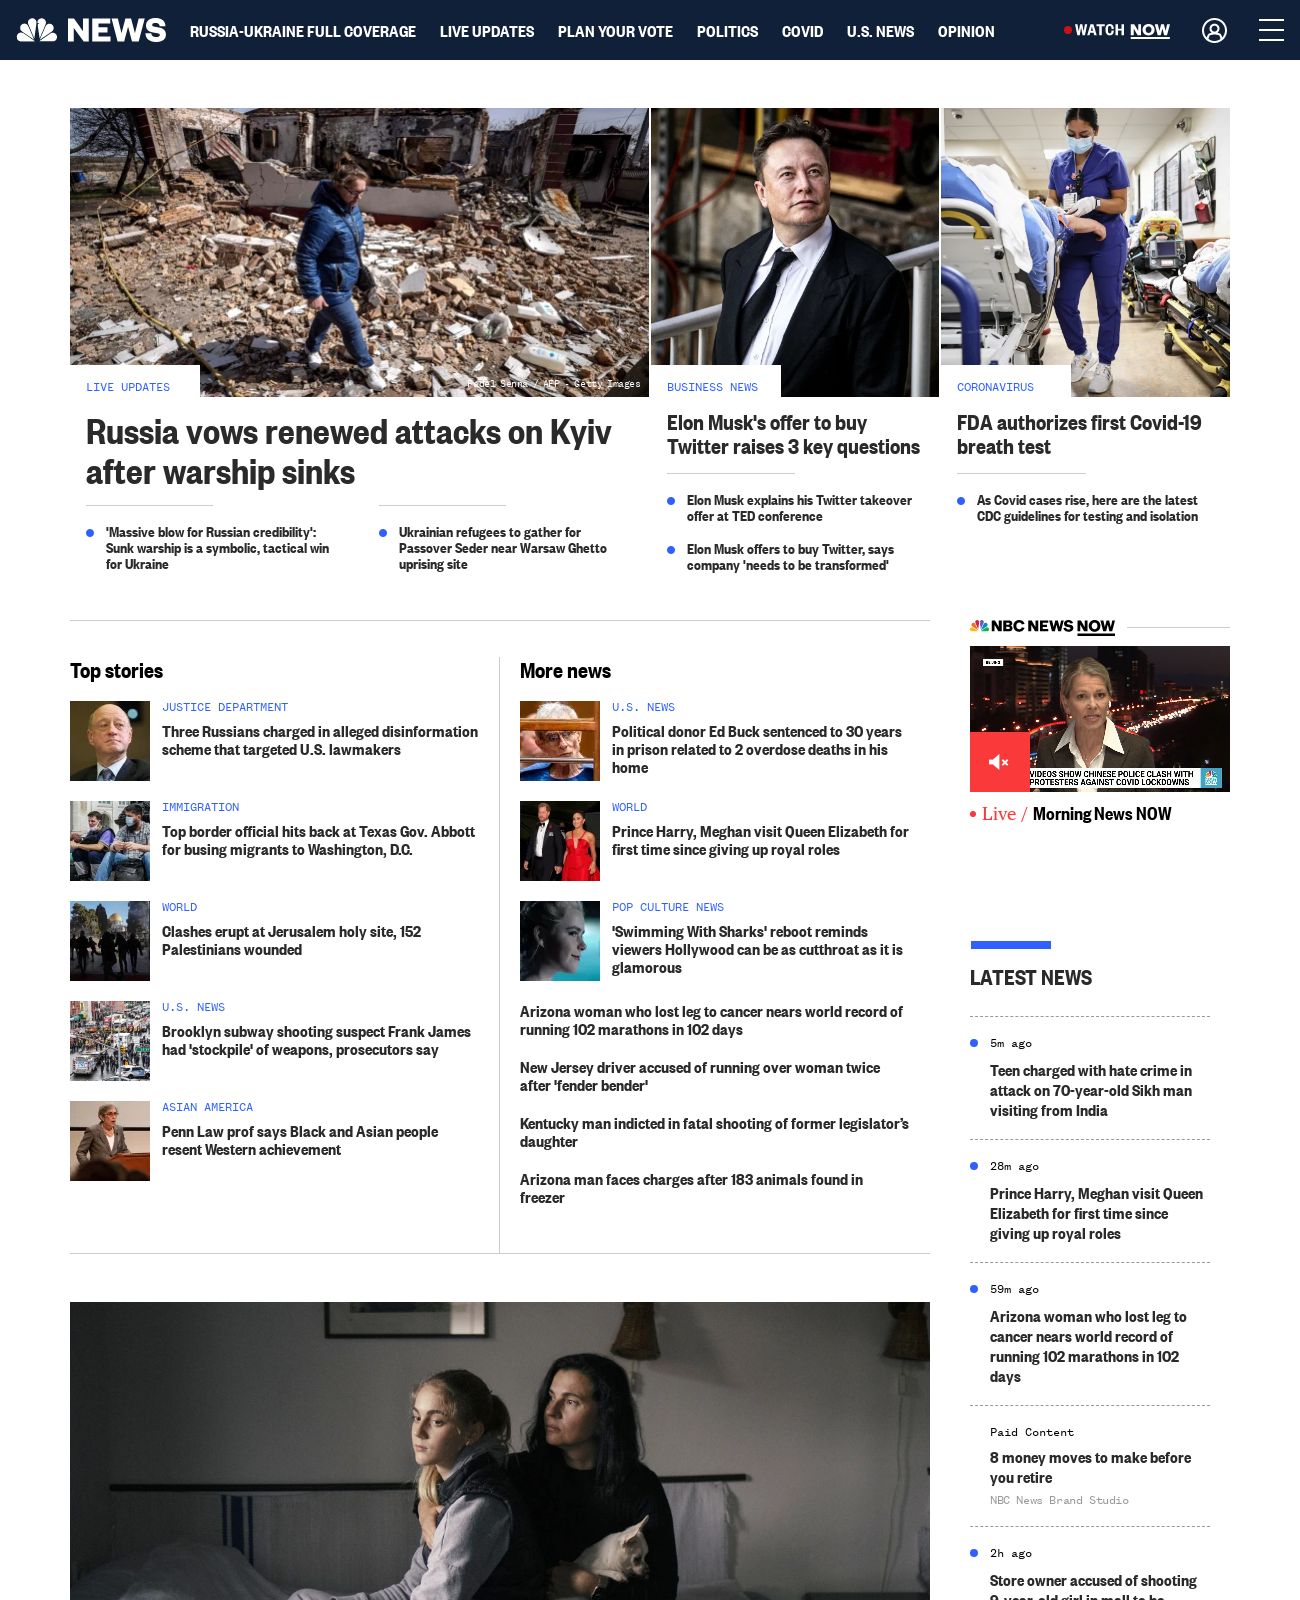 NEWS
RUSSIA-UKRAINE FULL COVERAGE
LIVE UPDATES
PLAN YOUR VOTE
POLITICS
COVID
U.S. NEWS
OPINION
WATCH NOW
Senna / AFP - Getty Images
LIVE UPDATES
Russia vows renewed attacks on Kyiv
after warship sinks
'Massive blow for Russian credibility':
Sunk warship is a symbolic, tactical win
for Ukraine
Ukrainian refugees to gather for
Passover Seder near Warsaw Ghetto
uprising site
BUSINESS NEWS
Elon Musk's offer to buy
Twitter raises 3 key questions
Elon Musk explains his Twitter takeover
offer at TED conference
Elon Musk offers to buy Twitter, says
company 'needs to be transformed'
CORONAVIRUS
FDA authorizes first Covid-19
breath test
As Covid cases rise, here are the latest
CDC guidelines for testing and isolation
Top stories
JUSTICE DEPARTMENT
Three Russians charged in alleged disinformation
scheme that targeted U.S. lawmakers
IMMIGRATION
Top border official hits back at Texas Gov. Abbott
for busing migrants to Washington, D.C.
WORLD
Clashes erupt at Jerusalem holy site, 152
Palestinians wounded
U.S. NEWS
Brooklyn subway shooting suspect Frank James
had 'stockpile' of weapons, prosecutors say
ASIAN AMERICA
Penn Law prof says Black and Asian people
resent Western achievement
More news
U.S. NEWS
Political donor Ed Buck sentenced to 30 years
in prison related to 2 overdose deaths in his
home
WORLD
Prince Harry, Meghan visit Queen Elizabeth for
first time since giving up royal roles
POP CULTURE NEWS
'Swimming With Sharks' reboot reminds
viewers Hollywood can be as cutthroat as it is
glamorous
Arizona woman who lost leg to cancer nears world record of
running 102 marathons in 102 days
New Jersey driver accused of running over woman twice
after 'fender bender'
Kentucky man indicted in fatal shooting of former legislator’s
daughter
Arizona man faces charges after 183 animals found in
freezer
NBC NEWS NOW
VIDEOS SHOW CHINESE POLICE CLASH WITH
PROTESTERS AGAINST COVID LOCKDOWNS
Live / Morning News NOW
LATEST NEWS
5m ago
Teen charged with hate crime in
attack on 70-year-old Sikh man
visiting from India
28m ago
Prince Harry, Meghan visit Queen
Elizabeth for first time since
giving up royal roles
59m ago
Arizona woman who lost leg to
cancer nears world record of
running 102 marathons in 102
days
Paid Content
8 money moves to make before
you retire
NBC News Brand Studio
2h ago
Store owner accused of shooting
9-year-old girl in mall to be